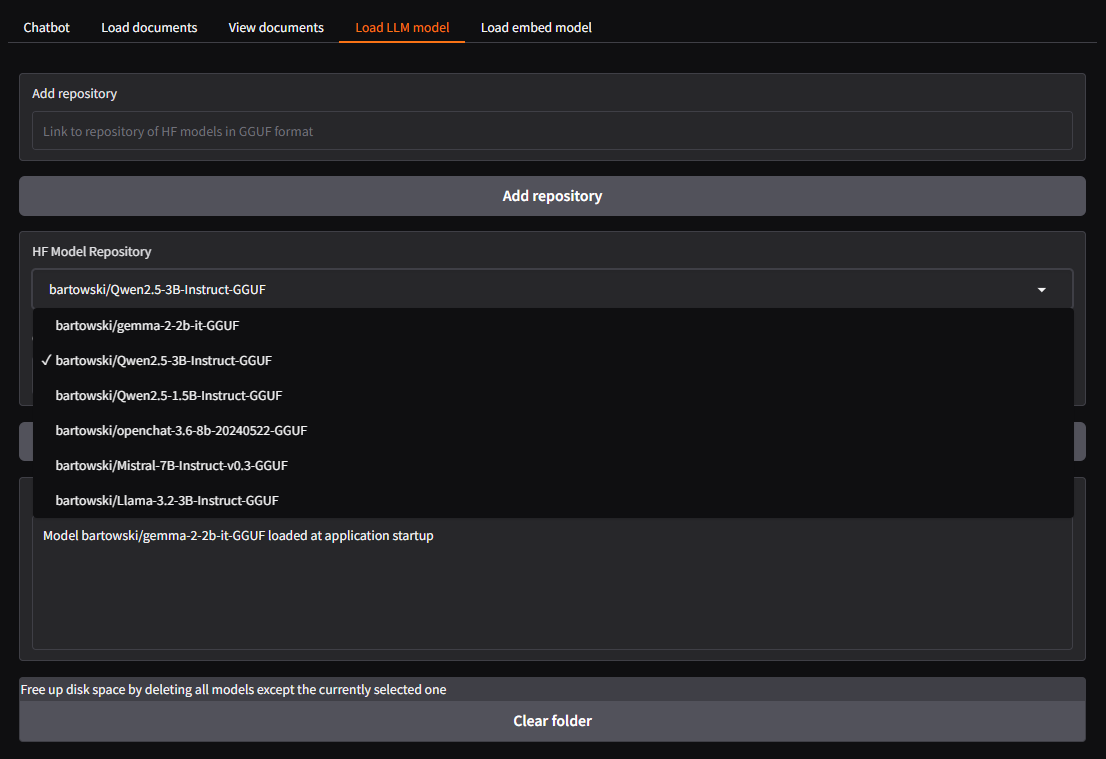 Chatbot Load documents View documents Load LLM model Load embed model
Add repository
Link to repository of HF models in GGUF format
Add repository
HF Model Repository
bartowski/Qwen2.5-3B-Instruct-GGUF
bartowski/gemma-2-2b-it-GGUF
✓ bartowski/Qwen2.5-3B-Instruct-GGUF
bartowski/Qwen2.5-1.5B-Instruct-GGUF
bartowski/openchat-3.6-8b-20240522-GGUF
bartowski/Mistral-7B-Instruct-v0.3-GGUF
bartowski/Llama-3.2-3B-Instruct-GGUF
Model bartowski/gemma-2-2b-it-GGUF loaded at application startup
Free up disk space by deleting all models except the currently selected one
Clear folder